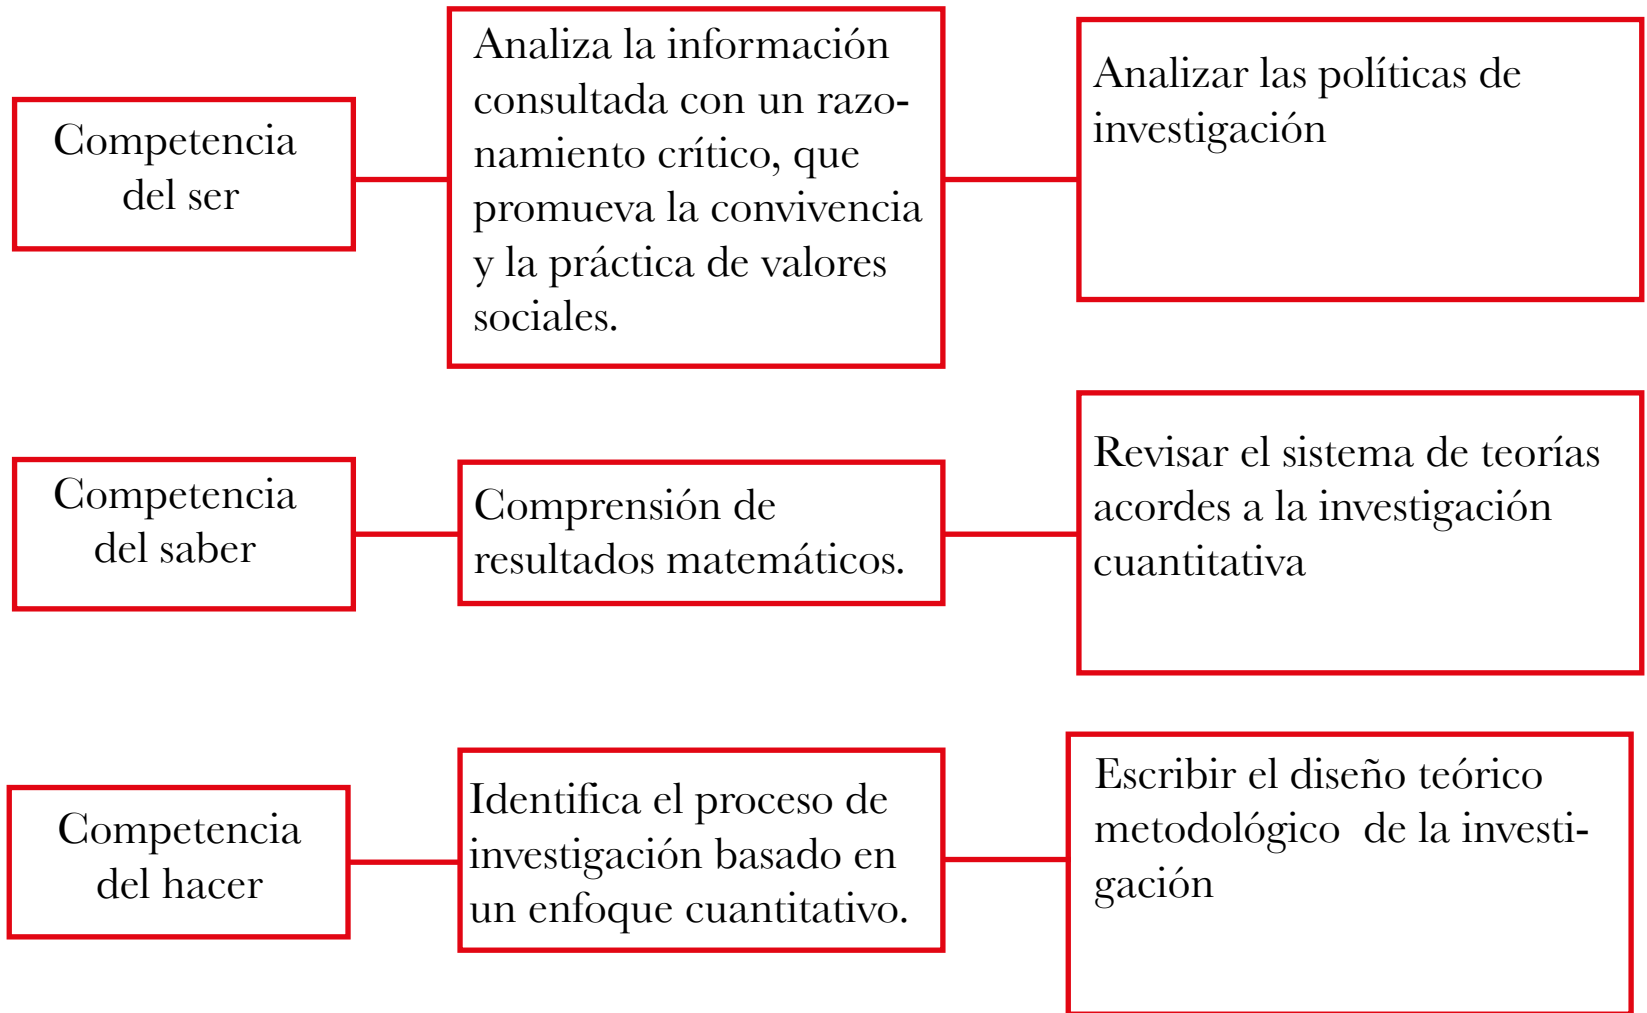 Competencia
del ser
Analiza la información
consultada con un razo-
namiento crítico, que
promueva la convivencia
y la práctica de valores
sociales.
Analizar las políticas de
investigación
Competencia
del saber
Comprensión de
resultados matemáticos.
Revisar el sistema de teorías
acordes a la investigación
cuantitativa
Competencia
del hacer
Identifica el proceso de
investigación basado en
un enfoque cuantitativo.
Escribir el diseño teórico
metodológico  de la investi-
gación